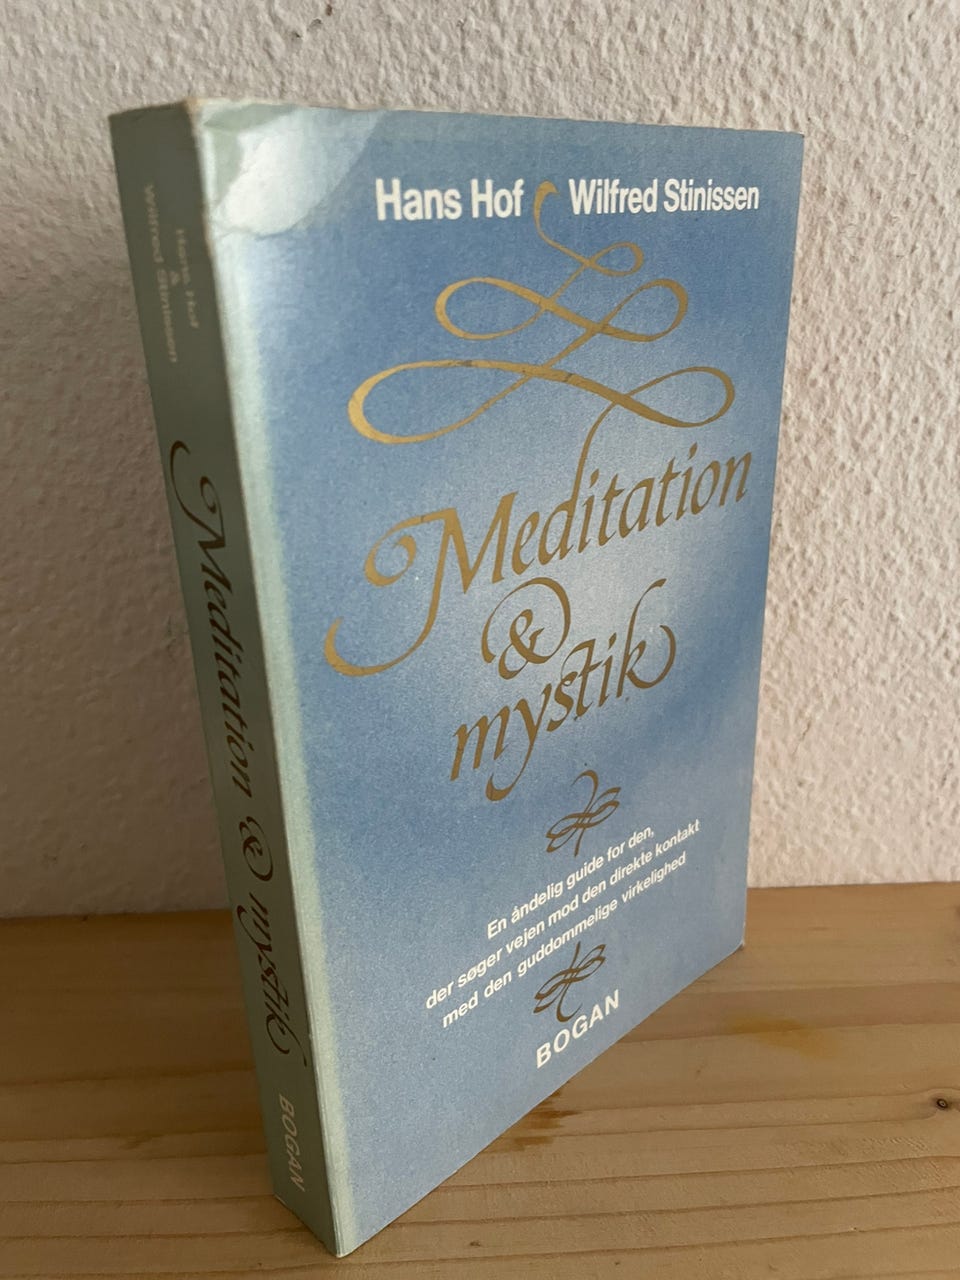 Hans Hof Wilfred Stinissen
Meditation
&
mystik
En åndelig guide for den,
der søger vejen mod den direkte kontakt
med den guddommelige virkelighed
BOGAN
Hans Hof
&
Wilfred Stinissen
Meditation & mystik
BOGAN